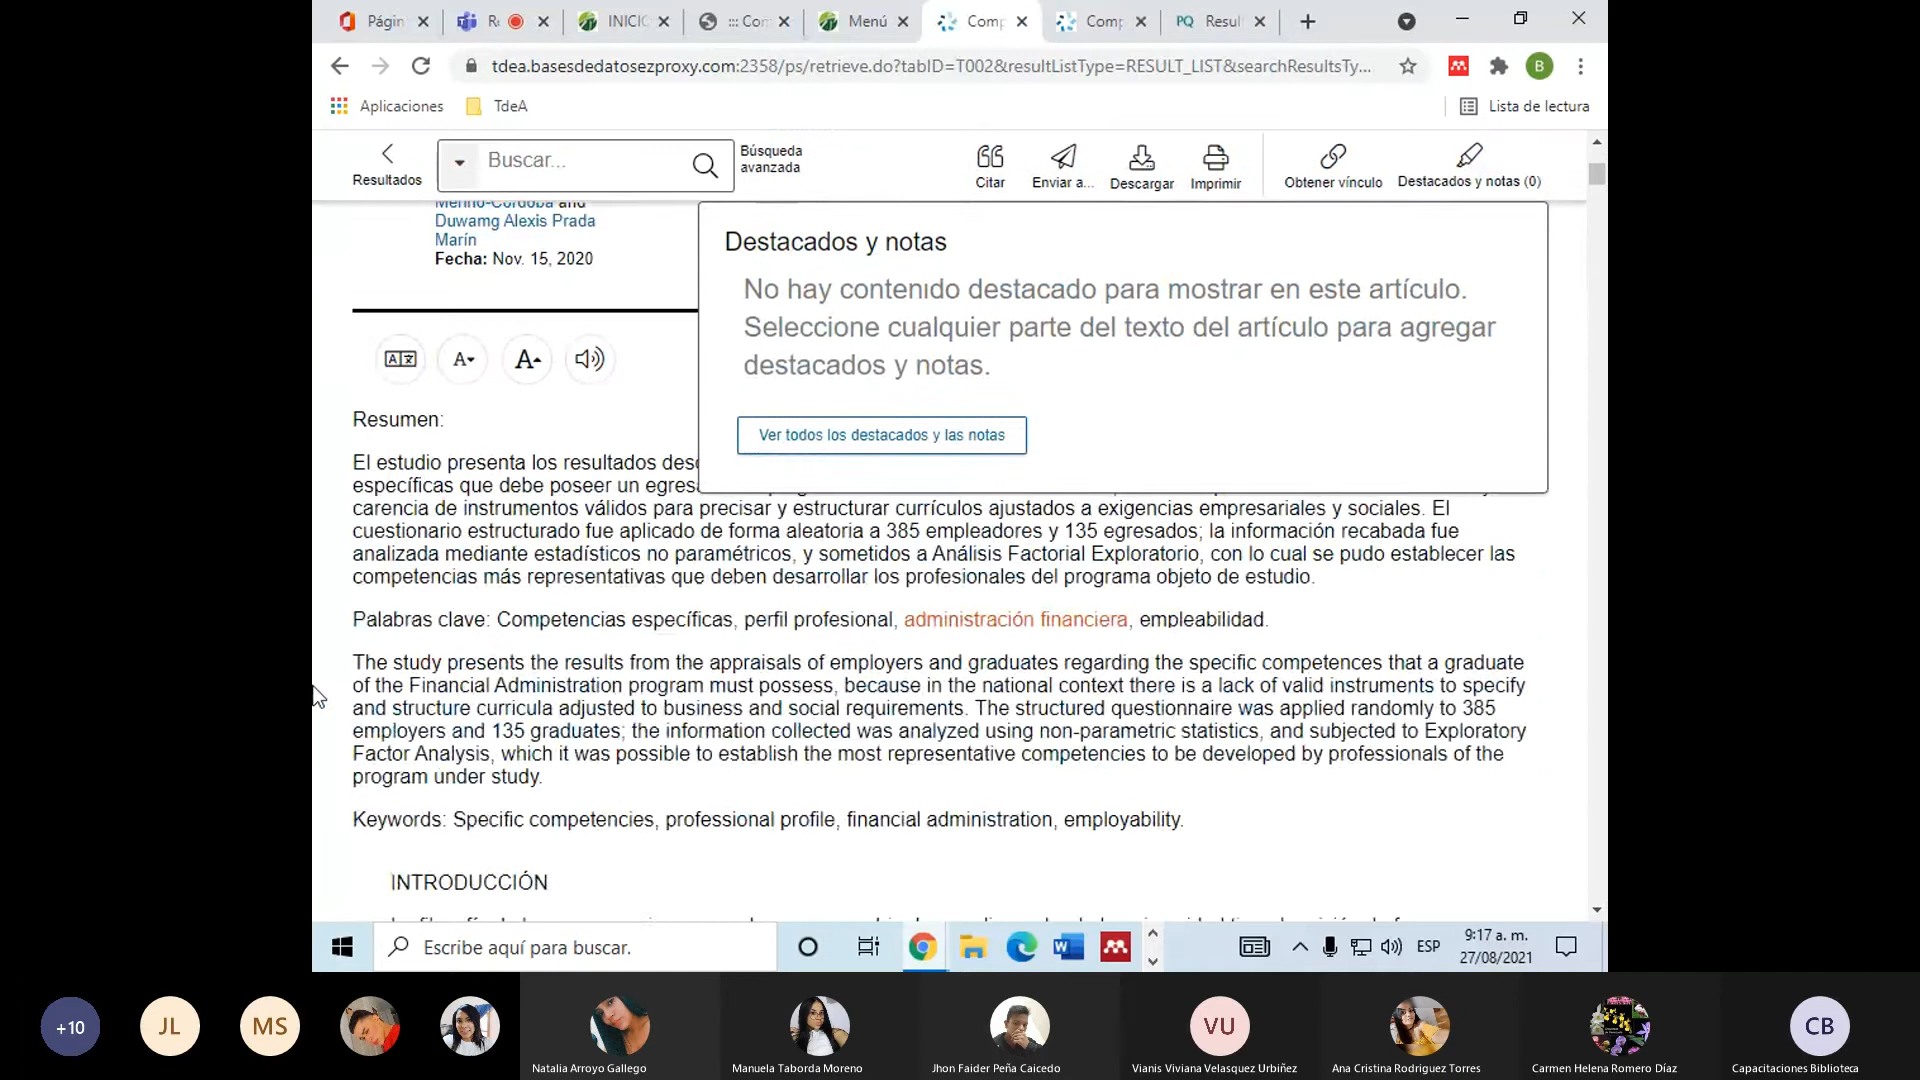 Págin
R
INICIC
::: Com
Menú
Comp
Comp
PQ Resul
tdea.basesdedatosezproxy.com:2358/ps/retrieve.do?tabID=T002&resultListType=RESULT_LIST&searchResultsTy...
B
Aplicaciones
TdeA
Lista de lectura
Resultados
Buscar...
Búsqueda
avanzada
Citar
Enviar a...
Descargar
Imprimir
Obtener vínculo
Destacados y notas (0)
Merino-Córdoba and
Duwamg Alexis Prada
Marín
Fecha: Nov. 15, 2020
Destacados y notas
No hay contenido destacado para mostrar en este artículo.
Seleccione cualquier parte del texto del artículo para agregar
destacados y notas.
Ver todos los destacados y las notas
Resumen:
El estudio presenta los resultados
específicas que debe poseer un
carencia de instrumentos válidos para precisar y estructurar currículos ajustados a exigencias empresariales y sociales. El
cuestionario estructurado fue aplicado de forma aleatoria a 385 empleadores y 135 egresados; la información recabada fue
analizada mediante estadísticos no paramétricos, y sometidos a Análisis Factorial Exploratorio, con lo cual se pudo establecer las
competencias más representativas que deben desarrollar los profesionales del programa objeto de estudio.
Palabras clave: Competencias específicas, perfil profesional, administración financiera, empleabilidad.
The study presents the results from the appraisals of employers and graduates regarding the specific competences that a graduate
of the Financial Administration program must possess, because in the national context there is a lack of valid instruments to specify
and structure curricula adjusted to business and social requirements. The structured questionnaire was applied randomly to 385
employers and 135 graduates; the information collected was analyzed using non-parametric statistics, and subjected to Exploratory
Factor Analysis, which it was possible to establish the most representative competencies to be developed by professionals of the
program under study.
Keywords: Specific competencies, professional profile, financial administration, employability.
INTRODUCCIÓN
Escribe aquí para buscar.
ESP
9:17 a. m.
27/08/2021
+10
JL
MS
VU
CB
Natalia Arroyo Gallego
Manuela Taborda Moreno
Jhon Faider Peña Caicedo
Vianis Viviana Velasquez Urbiñez
Ana Cristina Rodriguez Torres
Carmen Helena Romero Díaz
Capacitaciones Biblioteca